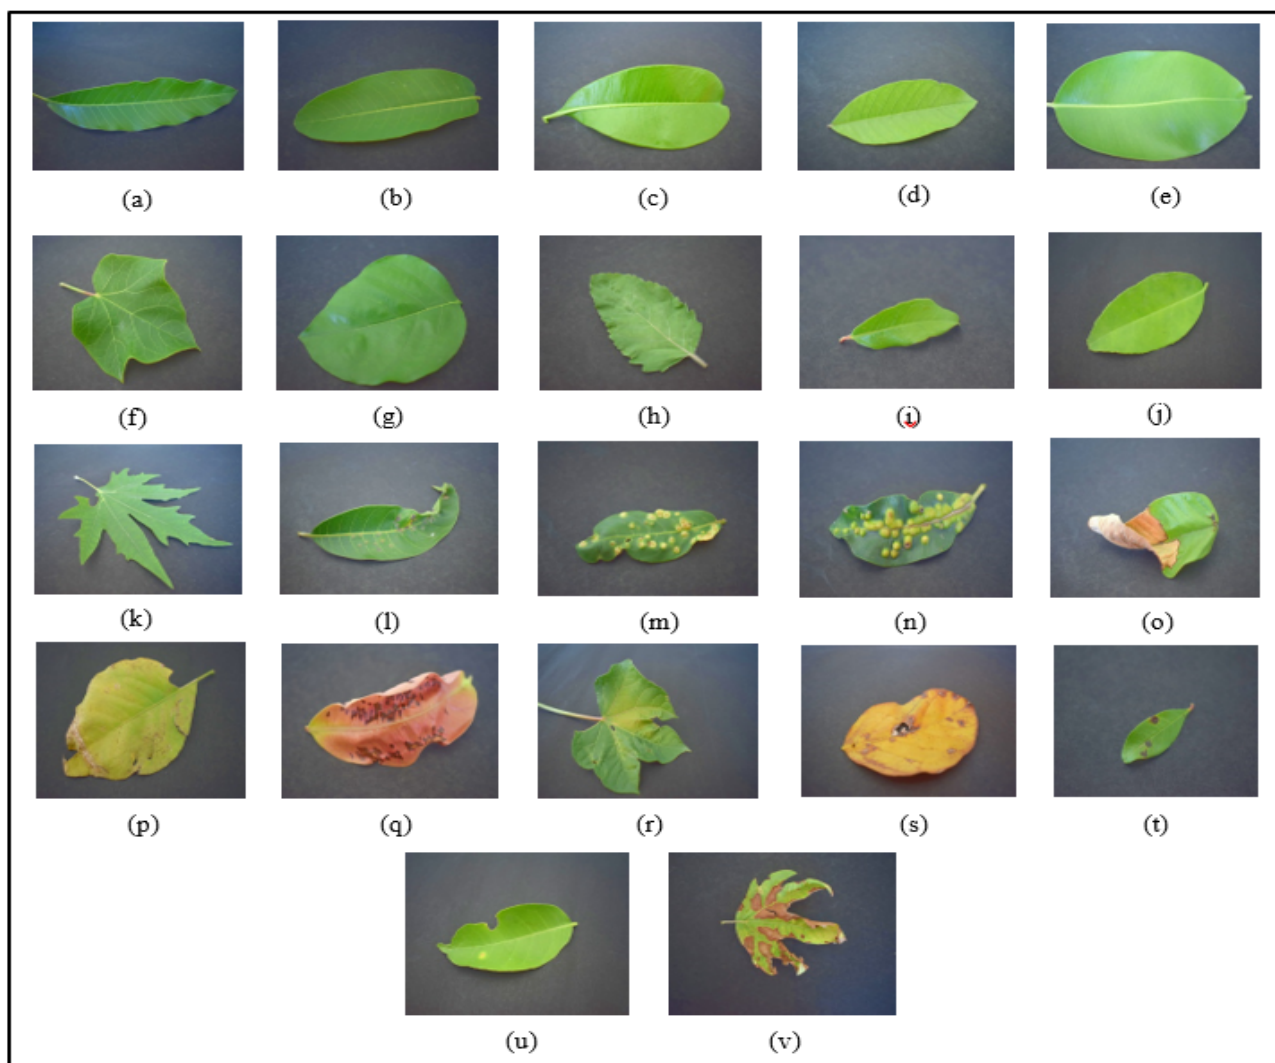 (a) (b) (c) (d) (e)
(f) (g) (h) (i) (j)
(k) (l) (m) (n) (o)
(p) (q) (r) (s) (t)
(u) (v)